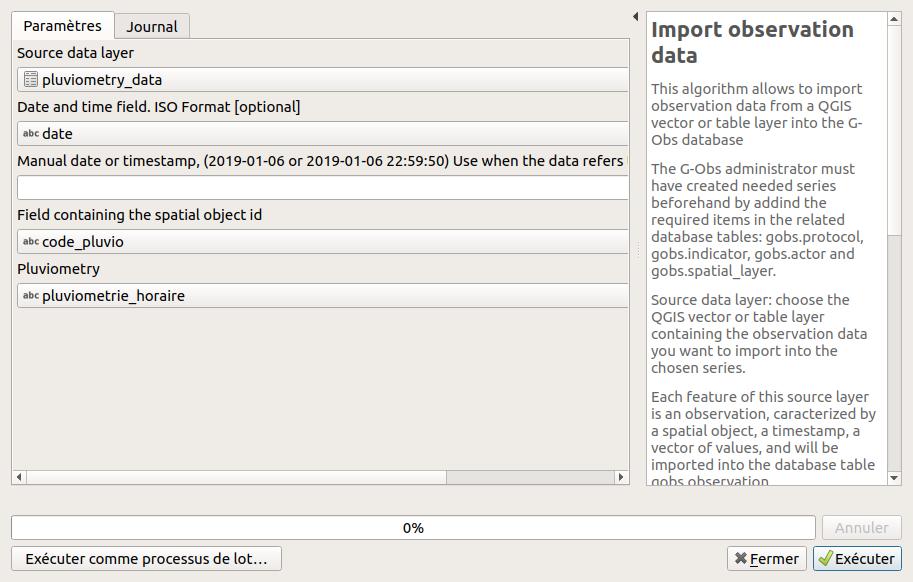 Paramètres
Journal
Source data layer
pluviometry_data
Date and time field. ISO Format [optional]
abc date
Manual date or timestamp, (2019-01-06 or 2019-01-06 22:59:50) Use when the data refers
Field containing the spatial object id
abc code_pluvio
Pluviometry
abc pluviometrie_horaire
Import observation
data
This algorithm allows to import
observation data from a QGIS
vector or table layer into the G-
Obs database
The G-Obs administrator must
have created needed series
beforehand by addind the
required items in the related
database tables: gobs.protocol,
gobs.indicator, gobs.actor and
gobs.spatial_layer.
Source data layer: choose the
QGIS vector or table layer
containing the observation data
you want to import into the
chosen series.
Each feature of this source layer
is an observation, caracterized by
a spatial object, a timestamp, a
vector of values, and will be
imported into the database table
gobs.observation.
0%
Annuler
Exécuter comme processus de lot…
Fermer
Exécuter